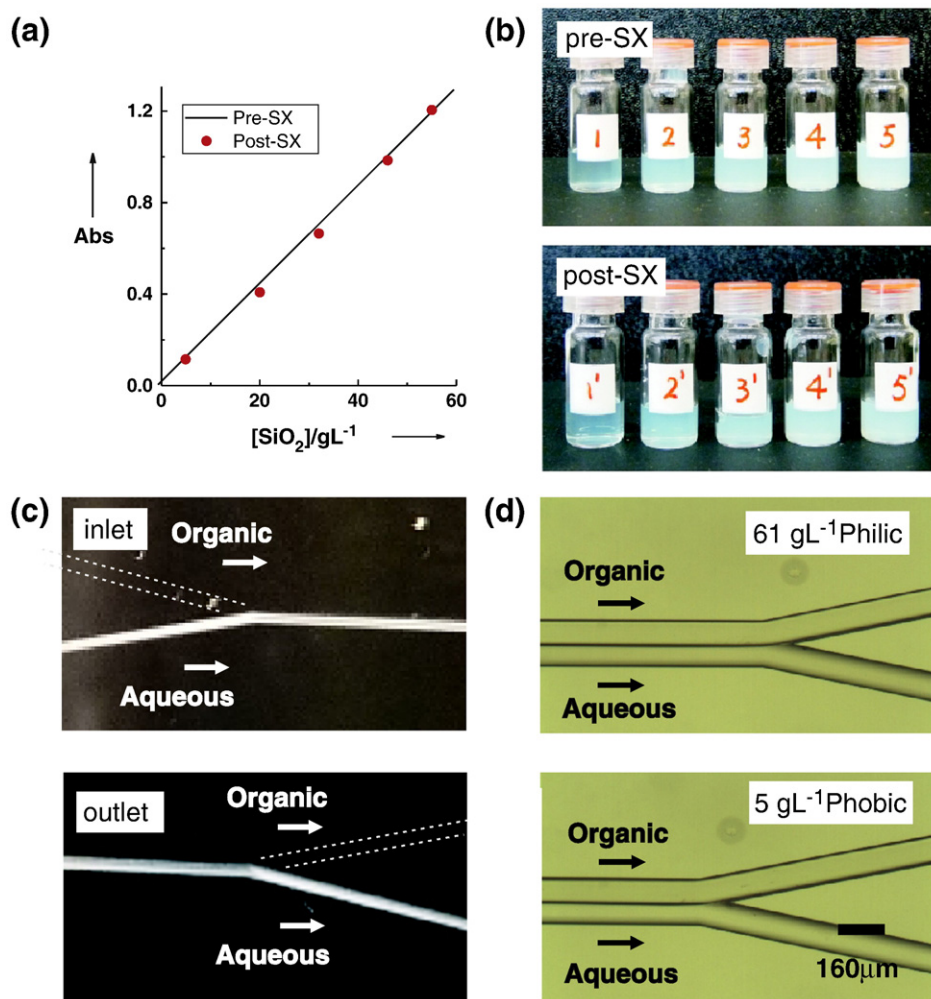 (a)
1.2
0.8
0.4
0.0
Abs
Pre-SX
Post-SX
0 20 40 60
[SiO₂]/gL⁻¹
(b)
pre-SX
1 2 3 4 5
post-SX
1' 2' 3' 4' 5'
(c)
inlet
Organic
Aqueous
outlet
Organic
Aqueous
(d)
61 gL⁻¹Philic
Organic
Aqueous
5 gL⁻¹Phobic
Organic
Aqueous
160μm